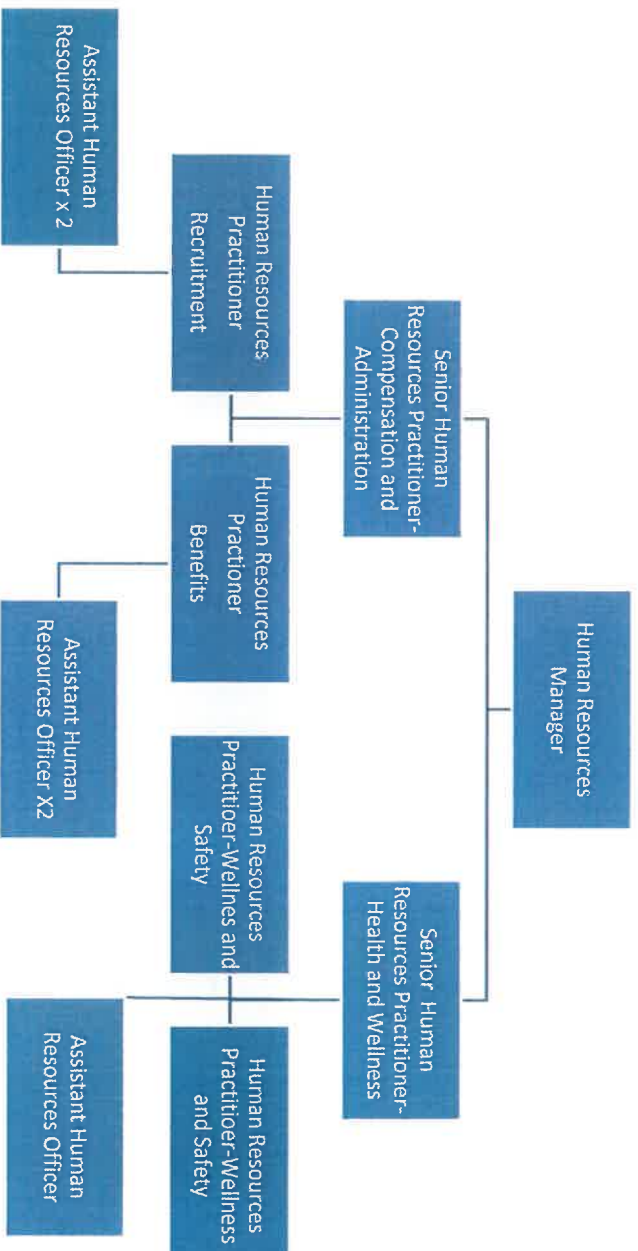 Human Resources
Manager
Senior Human
Resources Practitioner-
Compensation and
Administration
Senior Human
Resources Practitioner-
Health and Wellness
Human Resources
Practitioner
Recruitment
Human Resources
Practioner
Benefits
Human Resources
Practitioer-Wellnes and
Safety
Human Resources
Practitioer-Wellness
and Safety
Assistant Human
Resources Officer x 2
Assistant Human
Resources Officer X2
Assistant Human
Resources Officer